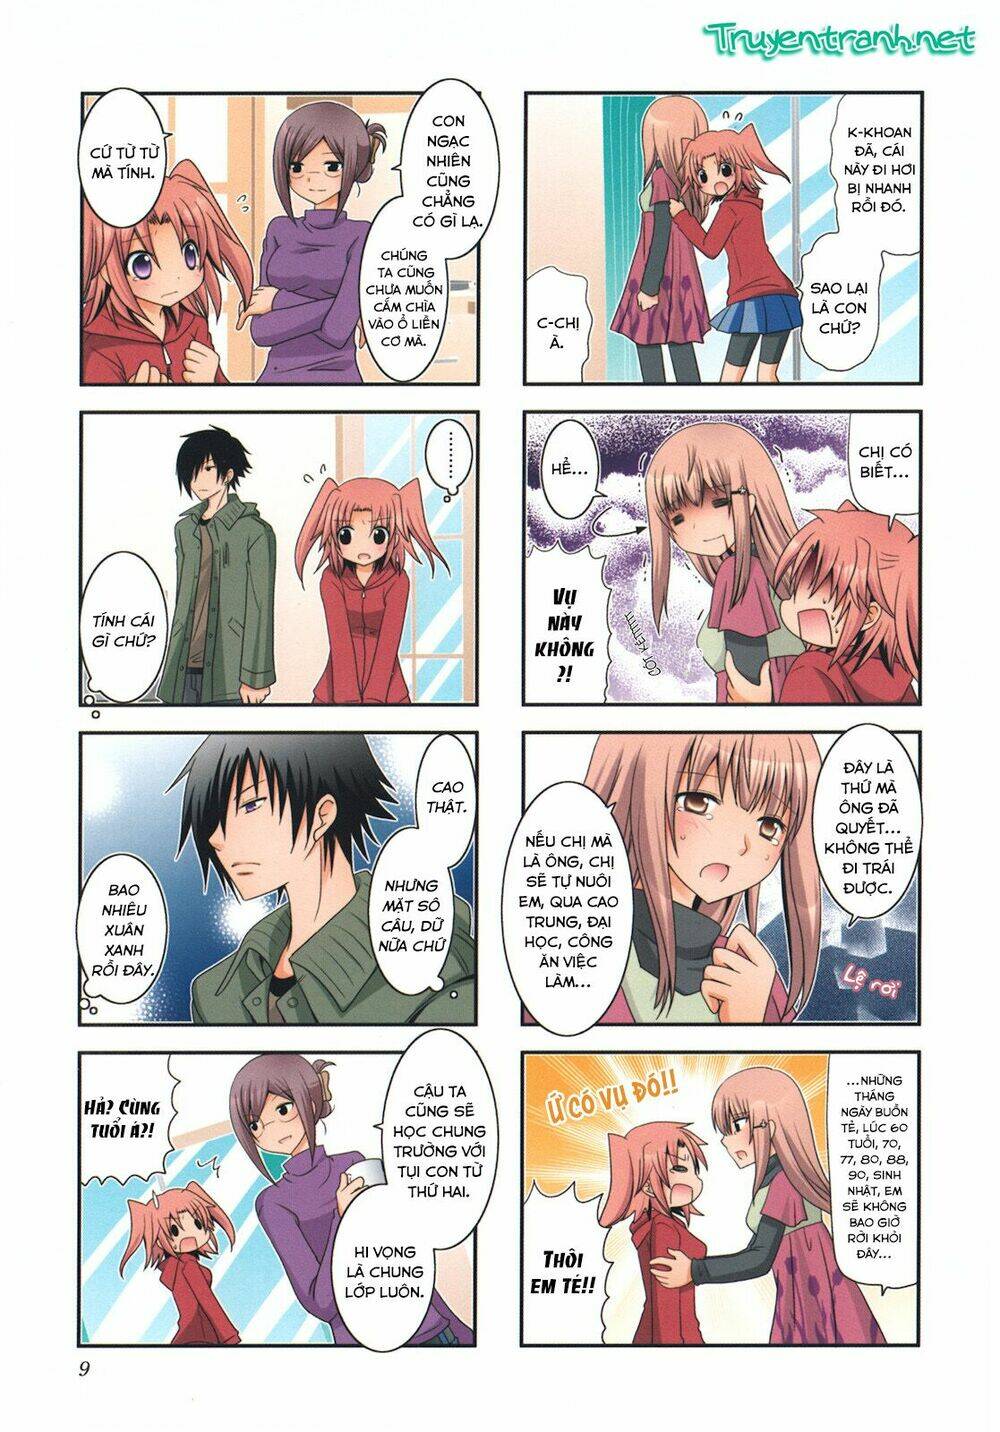 Truyentranh.net
K-KHOAN
ĐÃ, CÁI
NÀY ĐI HƠI
BỊ NHANH
RỒI ĐÓ.
SAO LẠI
LÀ CON
CHỨ?
C-CHỊ
À.
CHỊ CÓ
BIẾT...
HỂ...
VỤ
NÀY
KHÔNG
?!
ĐÂY LÀ
THỨ MÀ
ÔNG ĐÃ
QUYẾT...
KHÔNG THỂ
ĐI TRÁI
ĐƯỢC.
NẾU CHỊ MÀ
LÀ ÔNG, CHỊ
SẼ TỰ NUÔI
EM, QUA CAO
TRUNG, ĐẠI
HỌC, CÔNG
ĂN VIỆC
LÀM...
Lệ rơi
...NHỮNG
THÁNG
NGÀY BUỒN
TẺ, LÚC 60
TUỔI, 70,
77, 80, 88,
90, SINH
NHẬT, EM
SẼ KHÔNG
BAO GIỜ
RỜI KHỎI
ĐÂY...
Ứ CÓ VỤ ĐÓ!!
THÔI
EM TÉ!!
CON
NGẠC
NHIÊN
CŨNG
CHẲNG
CÓ GÌ LẠ.
CHÚNG
TA CŨNG
CHƯA MUỐN
CẮM CHÌA
VÀO Ổ LIỀN
CƠ MÀ.
CỨ TỪ TỪ
MÀ TÍNH.
.........
TÍNH CÁI
GÌ CHỨ?
CAO
THẬT.
NHƯNG
MẶT SÔ
CÂU, DỮ
NỮA CHỨ
BAO
NHIÊU
XUÂN
XANH
RỒI ĐÂY.
CẬU TA
CŨNG SẼ
HỌC CHUNG
TRƯỜNG VỚI
TỤI CON TỪ
THỨ HAI.
HI VỌNG
LÀ CHUNG
LỚP LUÔN.
HẢ? CÙNG
TUỔI Á?!
9